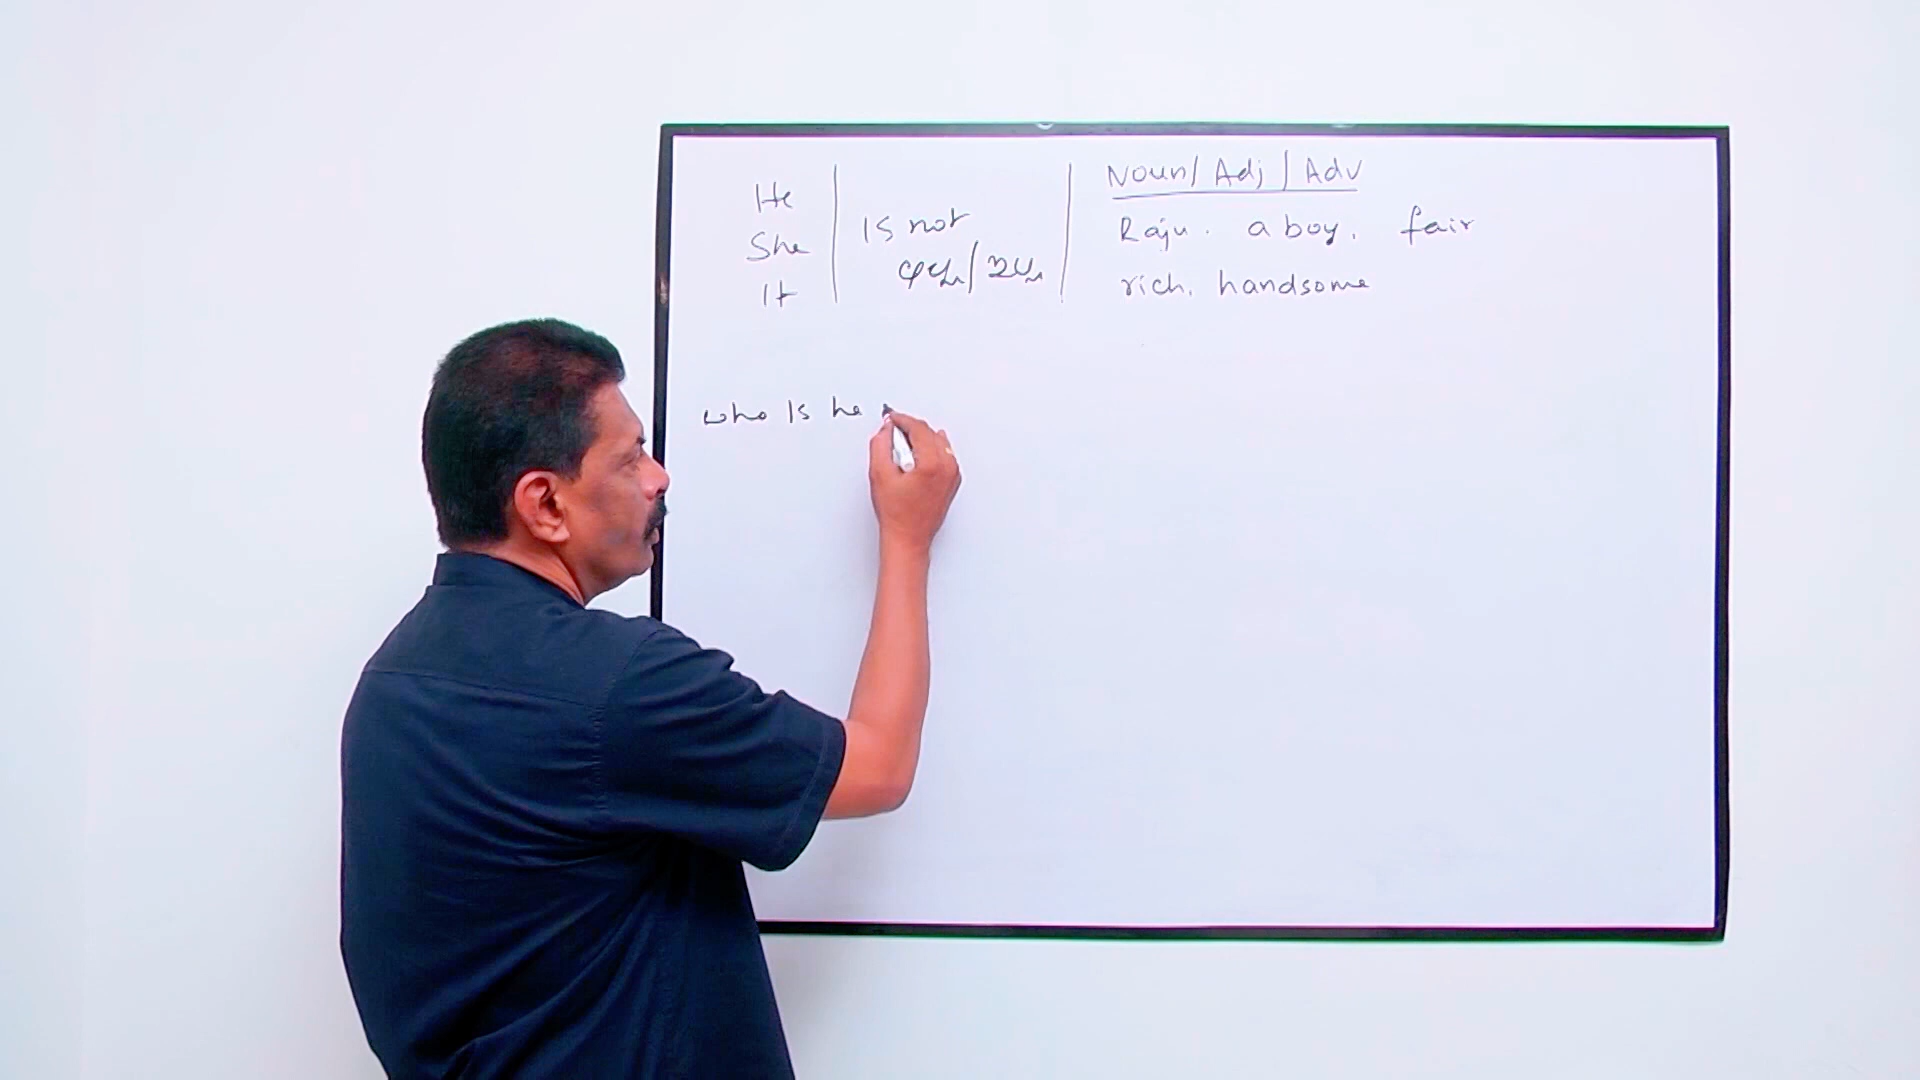 He
She
It
Is not
Noun / Adj / Adv
Raju. a boy. fair
rich. handsome
who is he